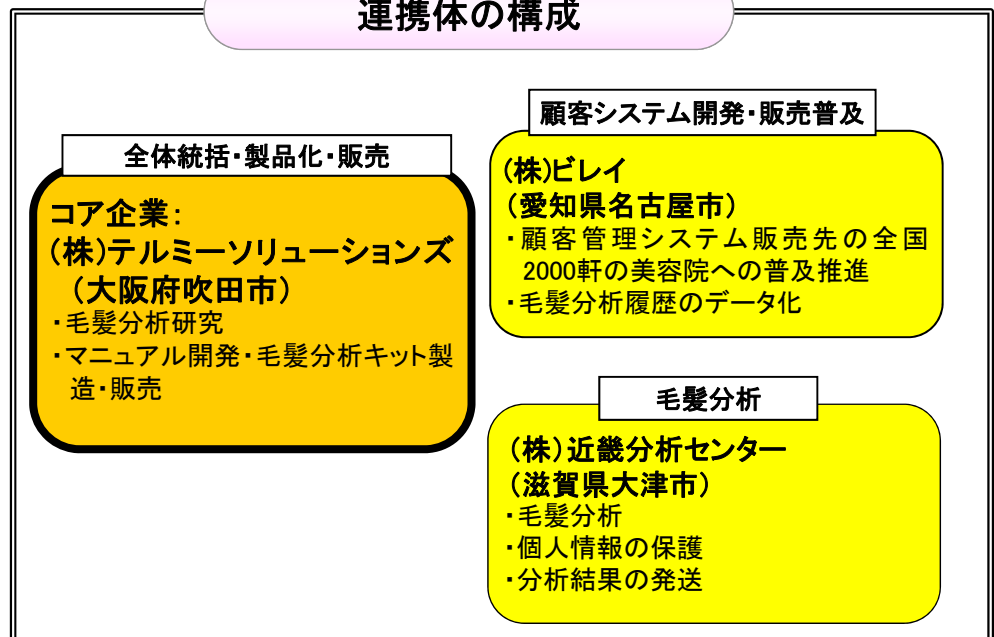 連携体の構成
全体統括・製品化・販売
コア企業：
(株)テルミーソリューションズ
（大阪府吹田市）
・毛髪分析研究
・マニュアル開発・毛髪分析キット製
造・販売
顧客システム開発・販売普及
(株)ビレイ
（愛知県名古屋市）
・顧客管理システム販売先の全国
2000軒の美容院への普及推進
・毛髪分析履歴のデータ化
毛髪分析
（株）近畿分析センター
（滋賀県大津市）
・毛髪分析
・個人情報の保護
・分析結果の発送